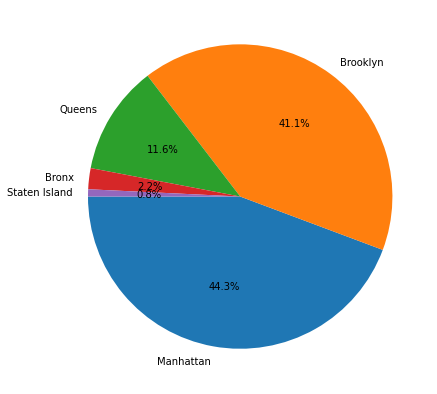 Brooklyn
41.1%
Queens
11.6%
Bronx
2.2%
Staten Island
0.8%
44.3%
Manhattan